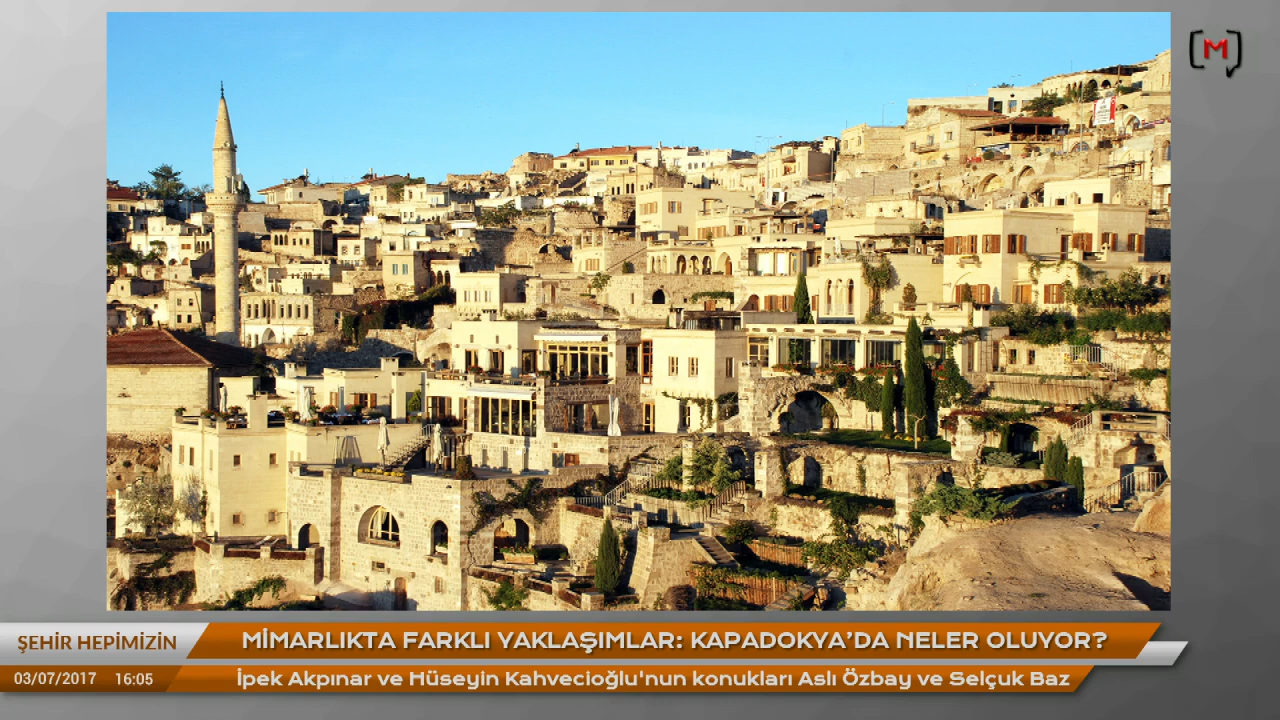 M
ŞEHİR HEPİMİZİN
MİMARLIKTA FARKLI YAKLAŞIMLAR: KAPADOKYA’DA NELER OLUYOR?
03/07/2017 16:05
İpek Akpınar ve Hüseyin Kahvecioğlu'nun konukları Aslı Özbay ve Selçuk Baz